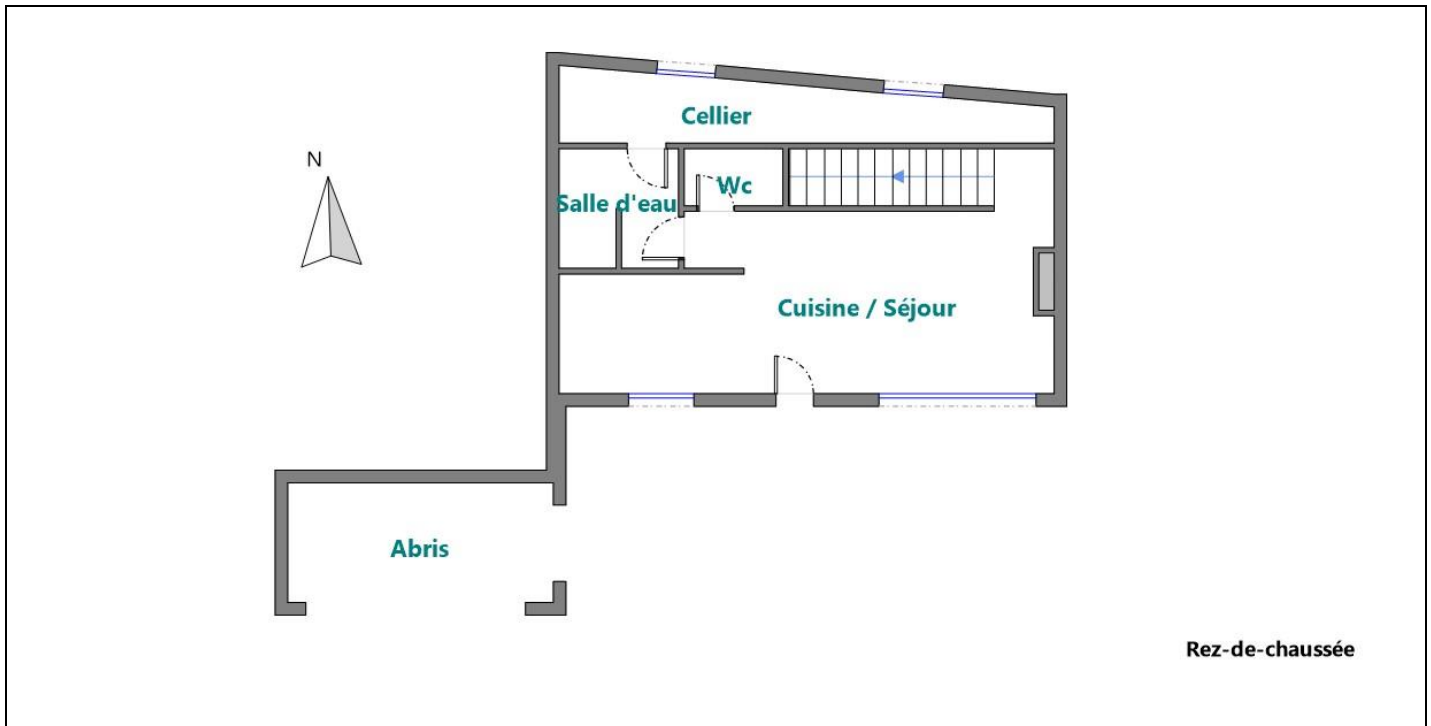 Cellier
N
Wc
Salle d'eau
Cuisine / Séjour
Abris
Rez-de-chaussée